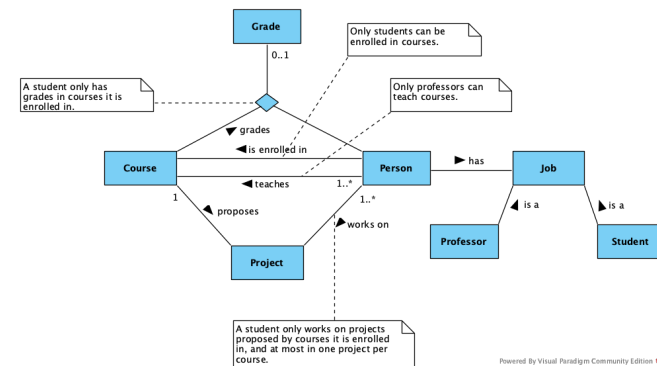 Grade
0..1
Only students can be
enrolled in courses.
A student only has
grades in courses it is
enrolled in.
Only professors can
teach courses.
grades
is enrolled in
Course
Person
has
Job
teaches
1..*
1
1..*
proposes
works on
is a
is a
Professor
Student
Project
A student only works on projects
proposed by courses it is enrolled
in, and at most in one project per
course.
Powered By Visual Paradigm Community Edition